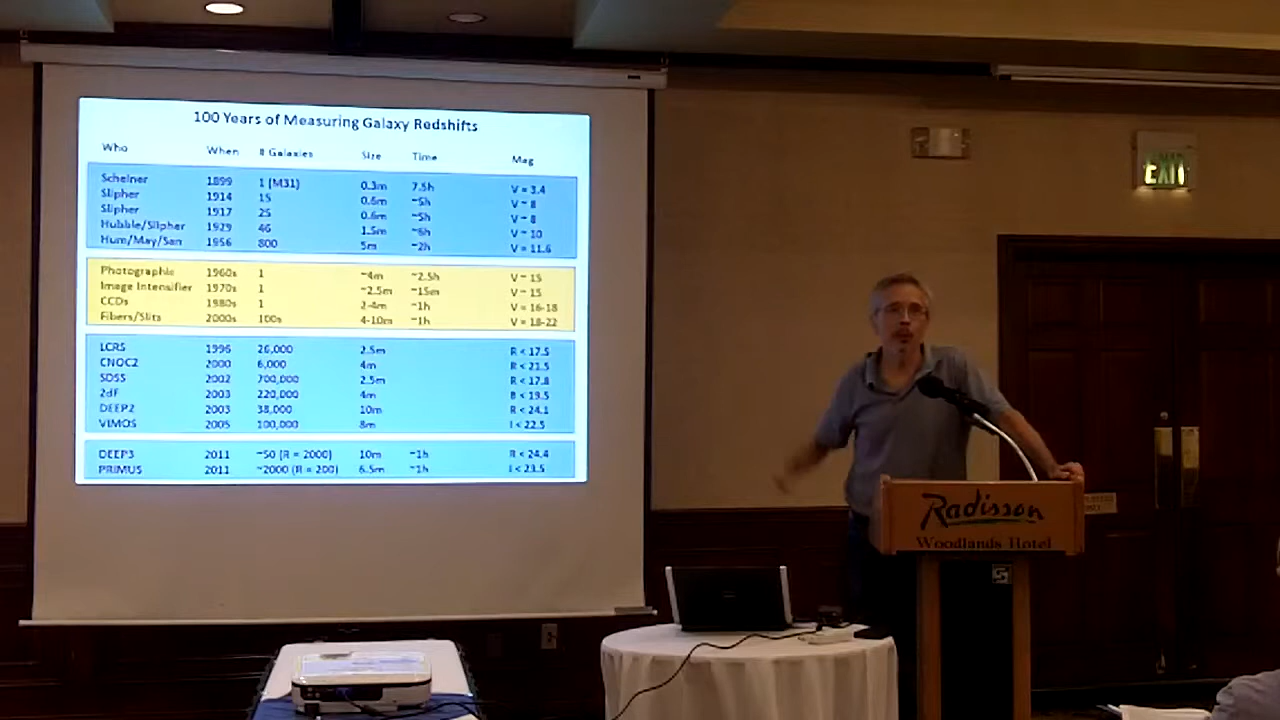 100 Years of Measuring Galaxy Redshifts
Who When # Galaxies Size Time Mag
Scheiner 1899 1 (M31) 0.3m 7.5h V = 3.4
Slipher 1914 15 0.6m ~5h V ~ 8
Slipher 1917 25 0.6m ~5h V ~ 8
Hubble/Slipher 1929 46 1.5m ~6h V ~ 10
Hum/May/San 1956 800 5m ~2h V = 11.6
Photographic 1960s 1 ~4m ~2.5h V ~ 15
Image Intensifier 1970s 1 ~2.5m ~15m V ~ 15
CCDs 1980s 1 2-4m ~1h V = 16-18
Fibers/Slits 2000s 100s 4-10m ~1h V = 18-22
LCRS 1996 26,000 2.5m R < 17.5
CNOC2 2000 6,000 4m R < 21.5
SDSS 2002 700,000 2.5m R < 17.8
2dF 2003 220,000 4m B < 19.5
DEEP2 2003 38,000 10m R < 24.1
VIMOS 2005 100,000 8m I < 22.5
DEEP3 2011 ~50 (R = 2000) 10m ~1h R < 24.4
PRIMUS 2011 ~2000 (R = 200) 6.5m ~1h I < 23.5
EXIT
Radisson
Woodlands Hotel